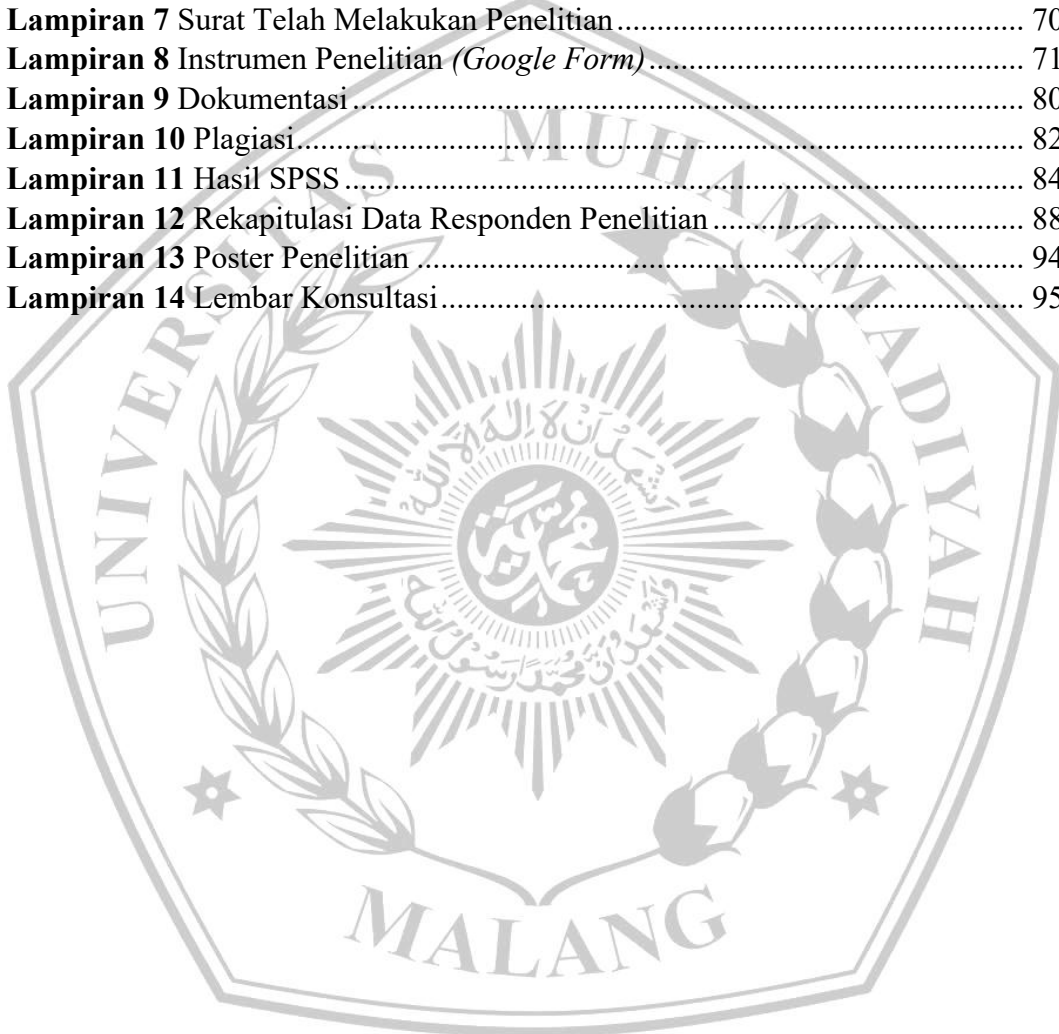 Lampiran 7 Surat Telah Melakukan Penelitian........................................................ 70
Lampiran 8 Instrumen Penelitian (Google Form)................................................... 71
Lampiran 9 Dokumentasi......................................................................................... 80
Lampiran 10 Plagiasi................................................................................................ 82
Lampiran 11 Hasil SPSS.......................................................................................... 84
Lampiran 12 Rekapitulasi Data Responden Penelitian.......................................... 88
Lampiran 13 Poster Penelitian................................................................................ 94
Lampiran 14 Lembar Konsultasi............................................................................. 95
UNIVERSITAS MUHAMMADIYAH
MALANG